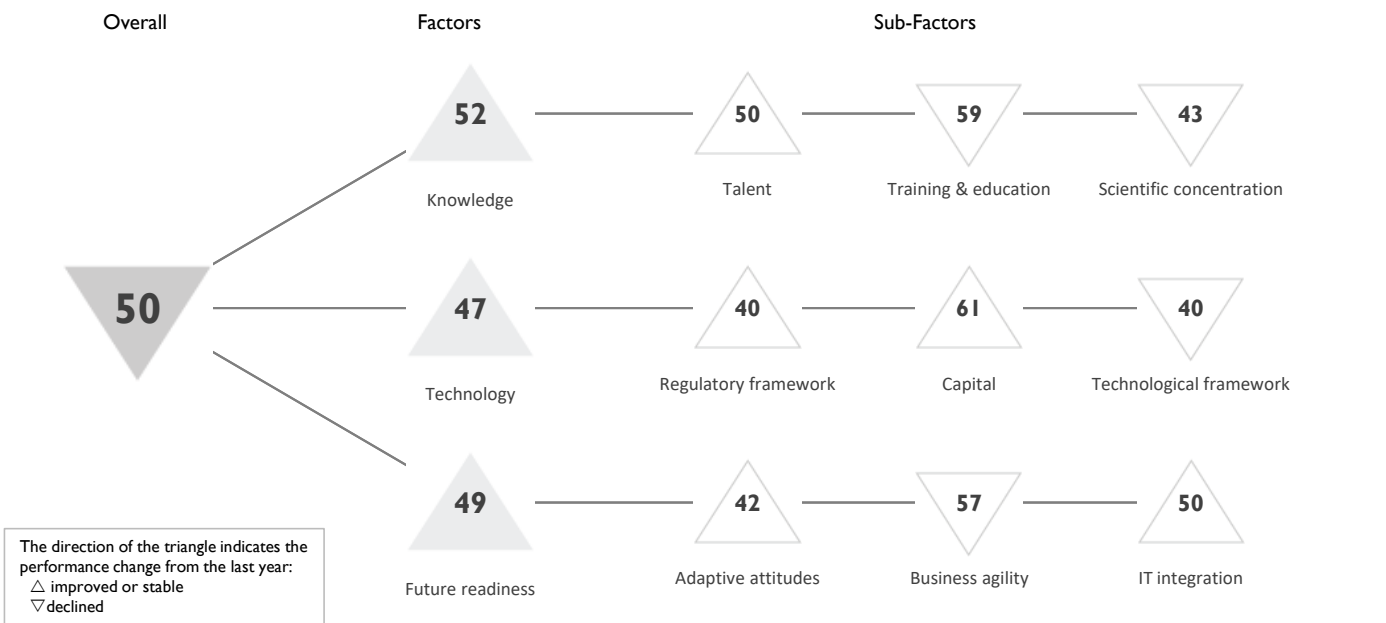 Overall
Factors
Sub-Factors
52
50
59
43
Knowledge
Talent
Training & education
Scientific concentration
50
47
40
61
40
Technology
Regulatory framework
Capital
Technological framework
49
42
57
50
Future readiness
Adaptive attitudes
Business agility
IT integration
The direction of the triangle indicates the
performance change from the last year:
△ improved or stable
▽ declined